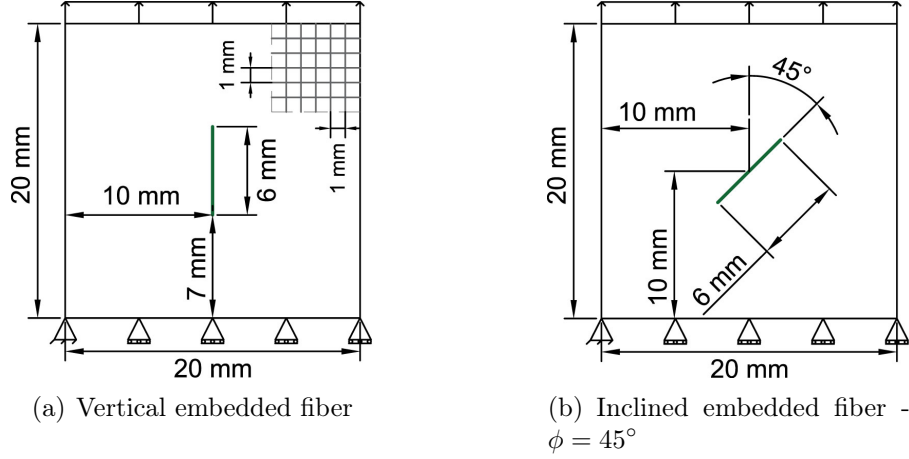 1 mm
20 mm
1 mm
6 mm
10 mm
7 mm
20 mm
(a) Vertical embedded fiber
45°
10 mm
20 mm
10 mm
6 mm
20 mm
(b) Inclined embedded fiber -
ϕ = 45°